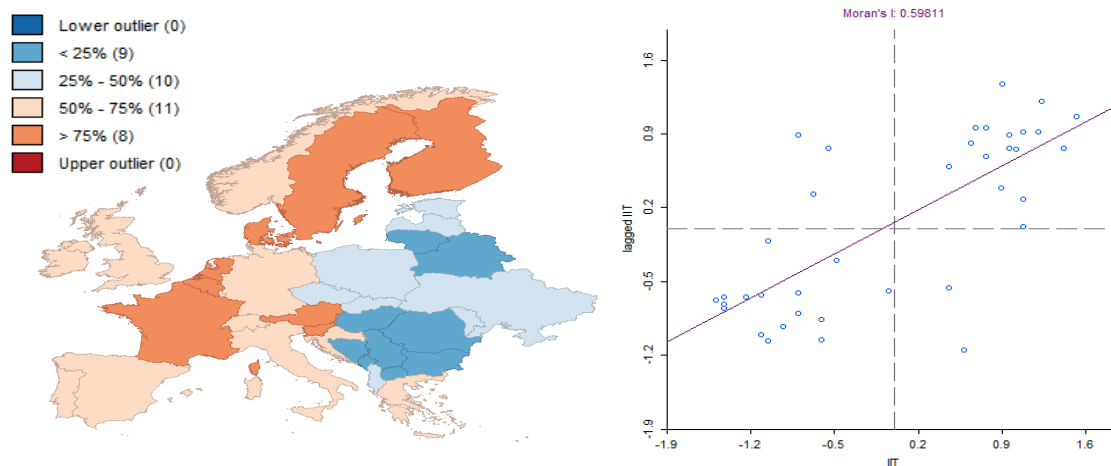 Lower outlier (0)
< 25% (9)
25% - 50% (10)
50% - 75% (11)
> 75% (8)
Upper outlier (0)
Moran's I: 0.59811
lagged IIT
1.6
0.9
0.2
-0.5
-1.2
-1.9
-1.9
-1.2
-0.5
0.2
0.9
1.6
IIT